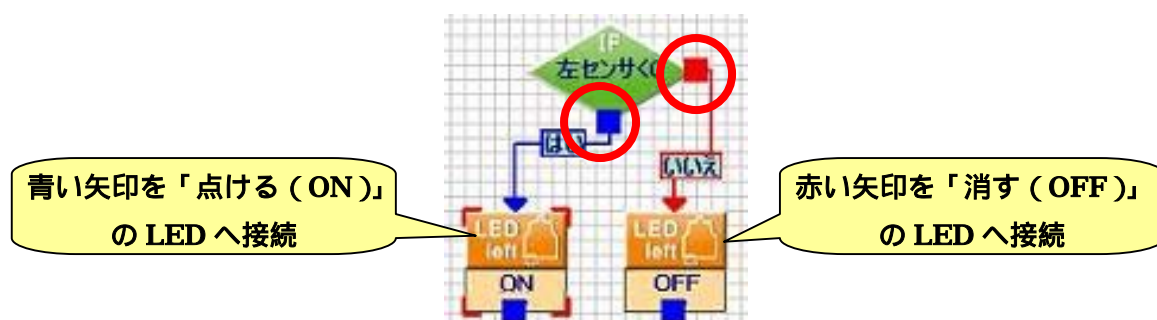 IF
左センサく
はい
いいえ
青い矢印を「点ける（ON）」
の LED へ接続
赤い矢印を「消す（OFF）」
の LED へ接続
LED
left
ON
LED
left
OFF